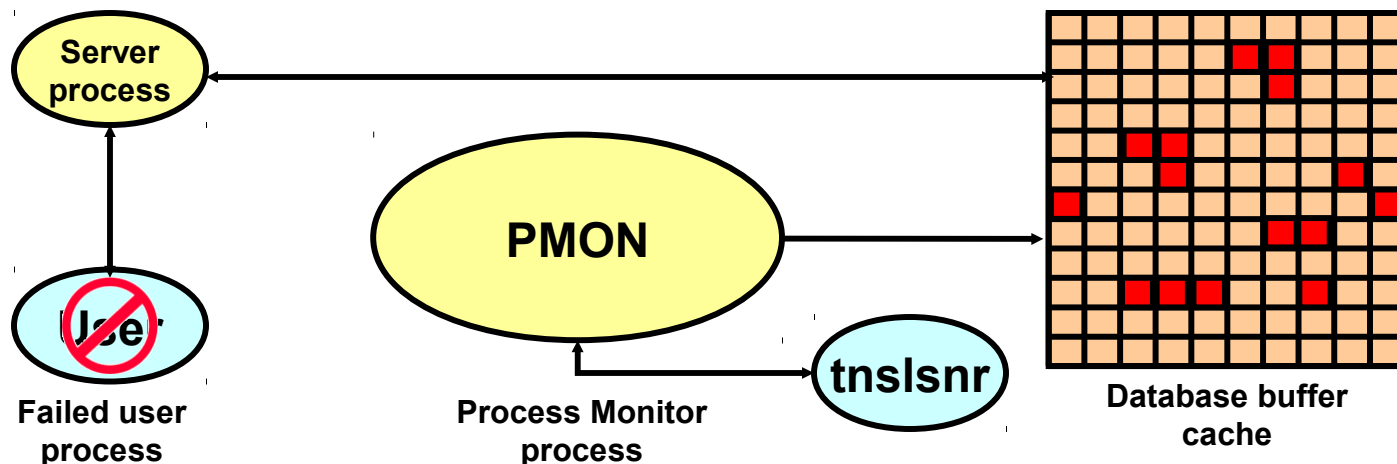 Server
process
PMON
User
tnslsnr
Failed user
process
Process Monitor
process
Database buffer
cache